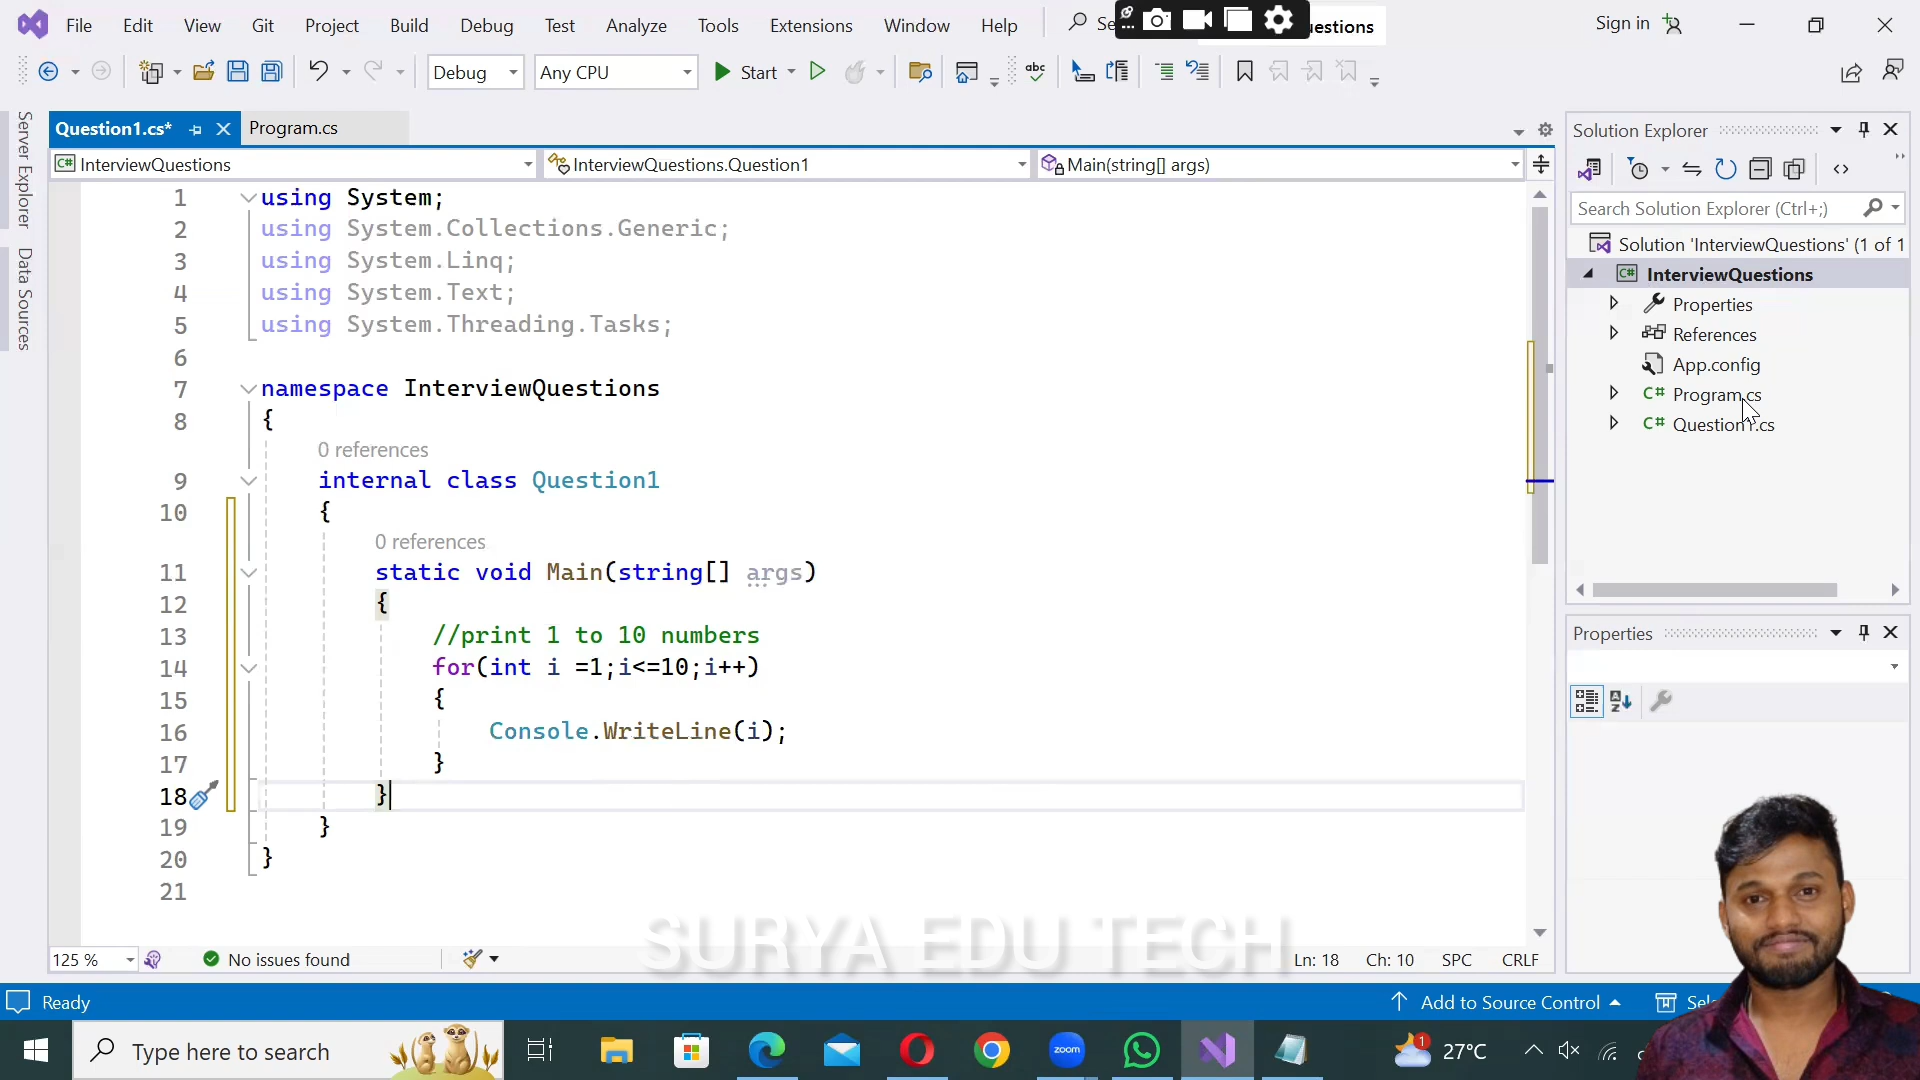 File Edit View Git Project Build Debug Test Analyze Tools Extensions Window Help
estions
Sign in
Debug
Any CPU
Start
Server Explorer
Data Sources
Question1.cs*
Program.cs
InterviewQuestions
InterviewQuestions.Question1
Main(string[] args)
1 using System;
2 using System.Collections.Generic;
3 using System.Linq;
4 using System.Text;
5 using System.Threading.Tasks;
6
7 namespace InterviewQuestions
8 {
0 references
9 internal class Question1
10 {
0 references
11 static void Main(string[] args)
12 {
13 //print 1 to 10 numbers
14 for(int i =1;i<=10;i++)
15 {
16 Console.WriteLine(i);
17 }
18 }
19 }
20 }
21
125 %
No issues found
Ln: 18 Ch: 10 SPC CRLF
SURYA EDU TECH
Solution Explorer
Search Solution Explorer (Ctrl+;)
Solution 'InterviewQuestions' (1 of 1
InterviewQuestions
Properties
References
App.config
Program.cs
Question1.cs
Properties
Ready
Add to Source Control
Type here to search
zoom
1
27°C